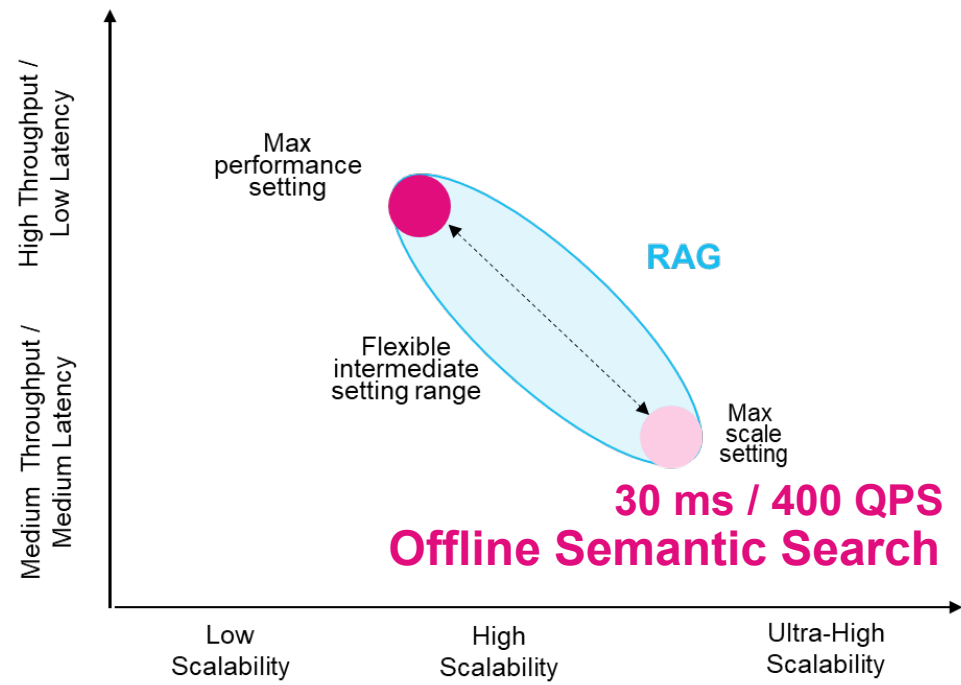 High Throughput /
Low Latency
Medium Throughput /
Medium Latency
Max
performance
setting
RAG
Flexible
intermediate
setting range
Max
scale
setting
30 ms / 400 QPS
Offline Semantic Search
Low
Scalability
High
Scalability
Ultra-High
Scalability